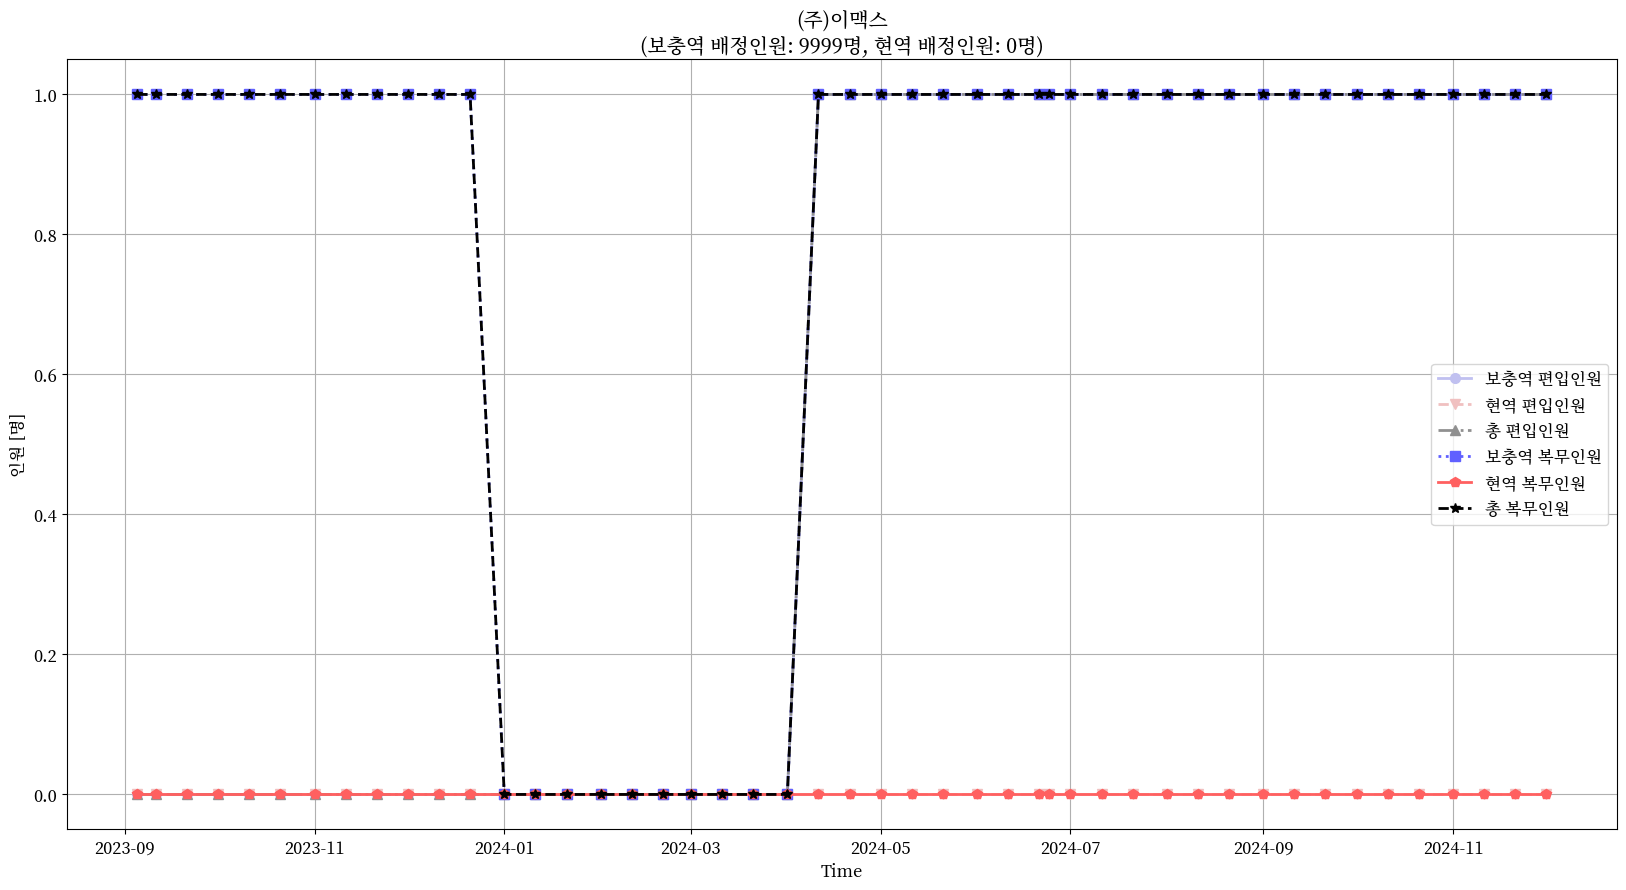 (주)이맥스
(보충역 배정인원: 9999명, 현역 배정인원: 0명)
인원 [명]
1.0
0.8
0.6
0.4
0.2
0.0
보충역 편입인원
현역 편입인원
총 편입인원
보충역 복무인원
현역 복무인원
총 복무인원
2023-09 2023-11 2024-01 2024-03 2024-05 2024-07 2024-09 2024-11
Time